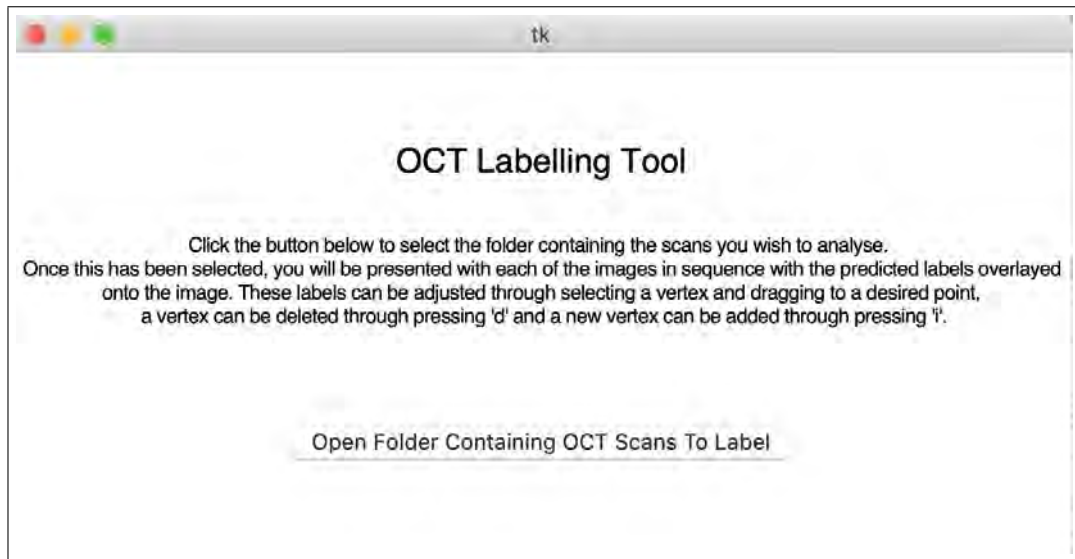 tk
OCT Labelling Tool
Click the button below to select the folder containing the scans you wish to analyse.
Once this has been selected, you will be presented with each of the images in sequence with the predicted labels overlayed
onto the image. These labels can be adjusted through selecting a vertex and dragging to a desired point,
a vertex can be deleted through pressing 'd' and a new vertex can be added through pressing 'i'.
Open Folder Containing OCT Scans To Label